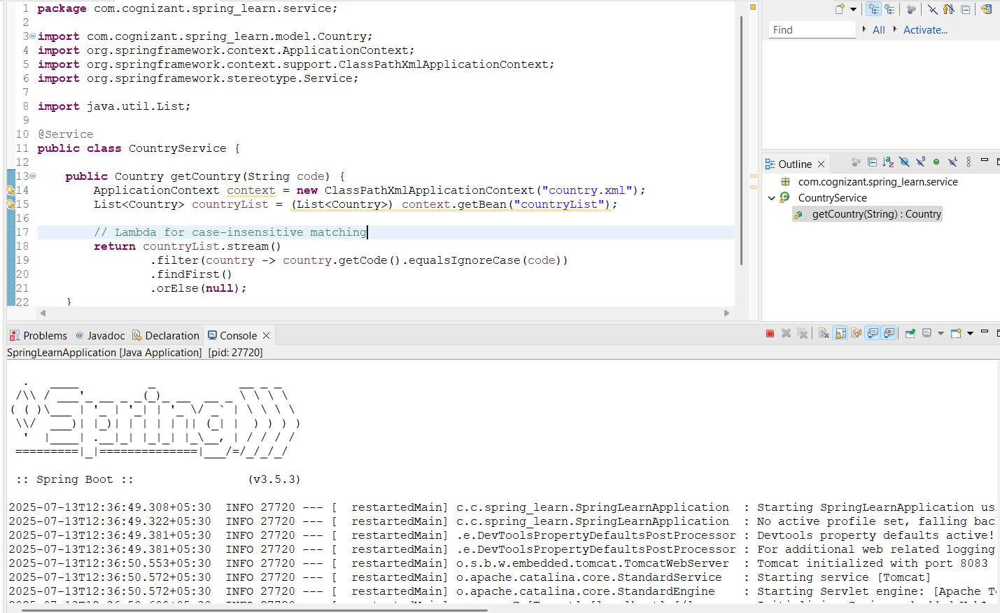 1 package com.cognizant.spring_learn.service;
2
3 import com.cognizant.spring_learn.model.Country;
4 import org.springframework.context.ApplicationContext;
5 import org.springframework.context.support.ClassPathXmlApplicationContext;
6 import org.springframework.stereotype.Service;
7
8 import java.util.List;
9
10 @Service
11 public class CountryService {
12
13     public Country getCountry(String code) {
14         ApplicationContext context = new ClassPathXmlApplicationContext("country.xml");
15         List<Country> countryList = (List<Country>) context.getBean("countryList");
16
17         // Lambda for case-insensitive matching
18         return countryList.stream()
19                 .filter(country -> country.getCode().equalsIgnoreCase(code))
20                 .findFirst()
21                 .orElse(null);
22     }
Find
All
Activate...
Outline
com.cognizant.spring_learn.service
CountryService
getCountry(String) : Country
Problems @ Javadoc Declaration Console
SpringLearnApplication [Java Application] [pid: 27720]
  .   ____          _            __ _ _
 /\\ / ___'_ __ _ _(_)_ __  __ _ \ \ \ \
( ( )\___ | '_ | '_| | '_ \/ _` | \ \ \ \
 \\/  ___)| |_)| | | | | || (_| |  ) ) ) )
  '  |____| .__|_| |_|_| |_\__, | / / / /
 =========|_|==============|___/=/_/_/_/
 :: Spring Boot ::                (v3.5.3)
2025-07-13T12:36:49.308+05:30  INFO 27720 --- [  restartedMain] c.c.spring_learn.SpringLearnApplication  : Starting SpringLearnApplication us
2025-07-13T12:36:49.322+05:30  INFO 27720 --- [  restartedMain] c.c.spring_learn.SpringLearnApplication  : No active profile set, falling bac
2025-07-13T12:36:49.381+05:30  INFO 27720 --- [  restartedMain] .e.DevToolsPropertyDefaultsPostProcessor : Devtools property defaults active!
2025-07-13T12:36:49.381+05:30  INFO 27720 --- [  restartedMain] .e.DevToolsPropertyDefaultsPostProcessor : For additional web related logging
2025-07-13T12:36:50.553+05:30  INFO 27720 --- [  restartedMain] o.s.b.w.embedded.tomcat.TomcatWebServer  : Tomcat initialized with port 8083
2025-07-13T12:36:50.572+05:30  INFO 27720 --- [  restartedMain] o.apache.catalina.core.StandardService   : Starting service [Tomcat]
2025-07-13T12:36:50.572+05:30  INFO 27720 --- [  restartedMain] o.apache.catalina.core.StandardEngine    : Starting Servlet engine: [Apache T